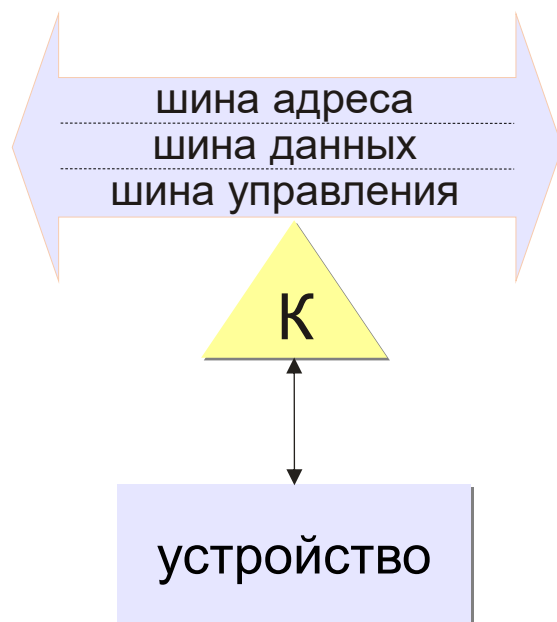 шина адреса
шина данных
шина управления
К
устройство